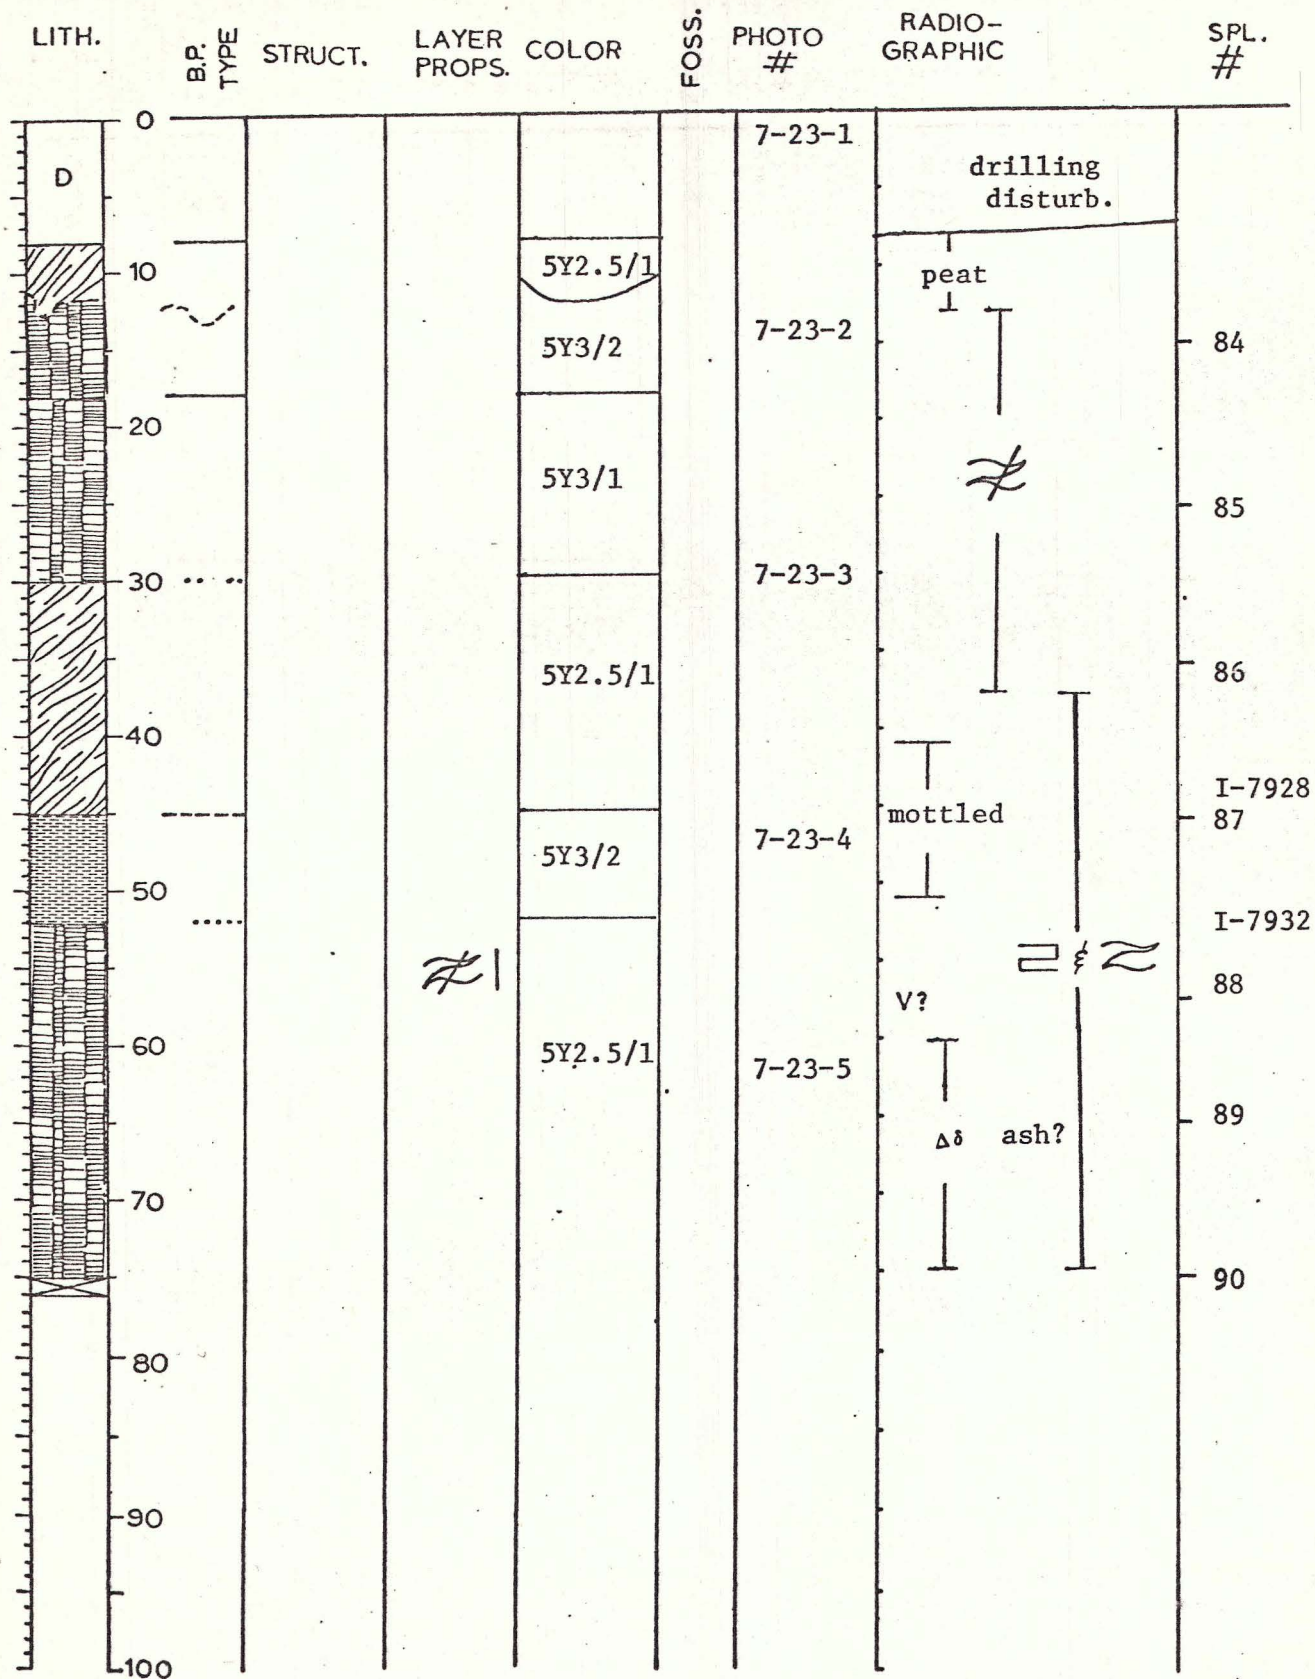 LITH.
B.P. TYPE
STRUCT.
LAYER
PROPS.
COLOR
FOSS.
PHOTO
#
RADIO-
GRAPHIC
SPL.
#
0
7-23-1
D
drilling
disturb.
5Y2.5/1
10
peat
7-23-2
84
5Y3/2
20
5Y3/1
85
30
7-23-3
5Y2.5/1
86
40
I-7928
mottled
87
7-23-4
5Y3/2
50
I-7932
&
88
V?
60
5Y2.5/1
7-23-5
89
Δδ ash?
70
90
80
90
100